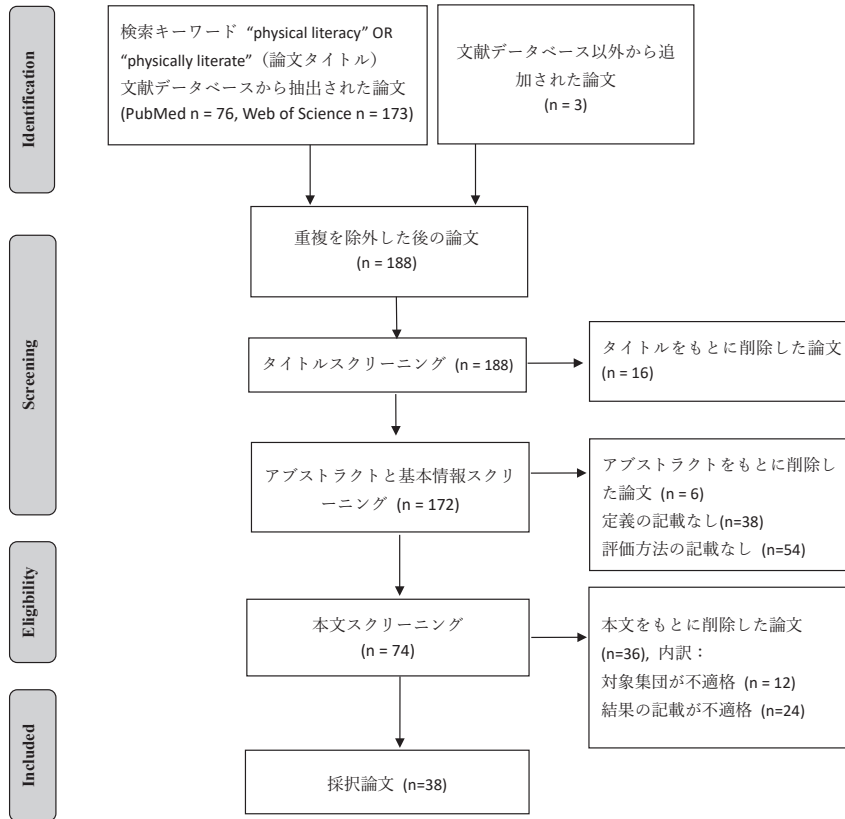 Identification
検索キーワード “physical literacy” OR
“physically literate”（論文タイトル）
文献データベースから抽出された論文
(PubMed n = 76, Web of Science n = 173)
文献データベース以外から追
加された論文
(n = 3)
重複を除外した後の論文
(n = 188)
Screening
タイトルスクリーニング (n = 188)
タイトルをもとに削除した論文
(n = 16)
アブストラクトと基本情報スクリ
ーニング (n = 172)
アブストラクトをもとに削除し
た論文 (n = 6)
定義の記載なし(n=38)
評価方法の記載なし (n=54)
Eligibility
本文スクリーニング
(n = 74)
本文をもとに削除した論文
(n=36), 内訳：
対象集団が不適格 (n = 12)
結果の記載が不適格 (n=24)
Included
採択論文 (n=38)